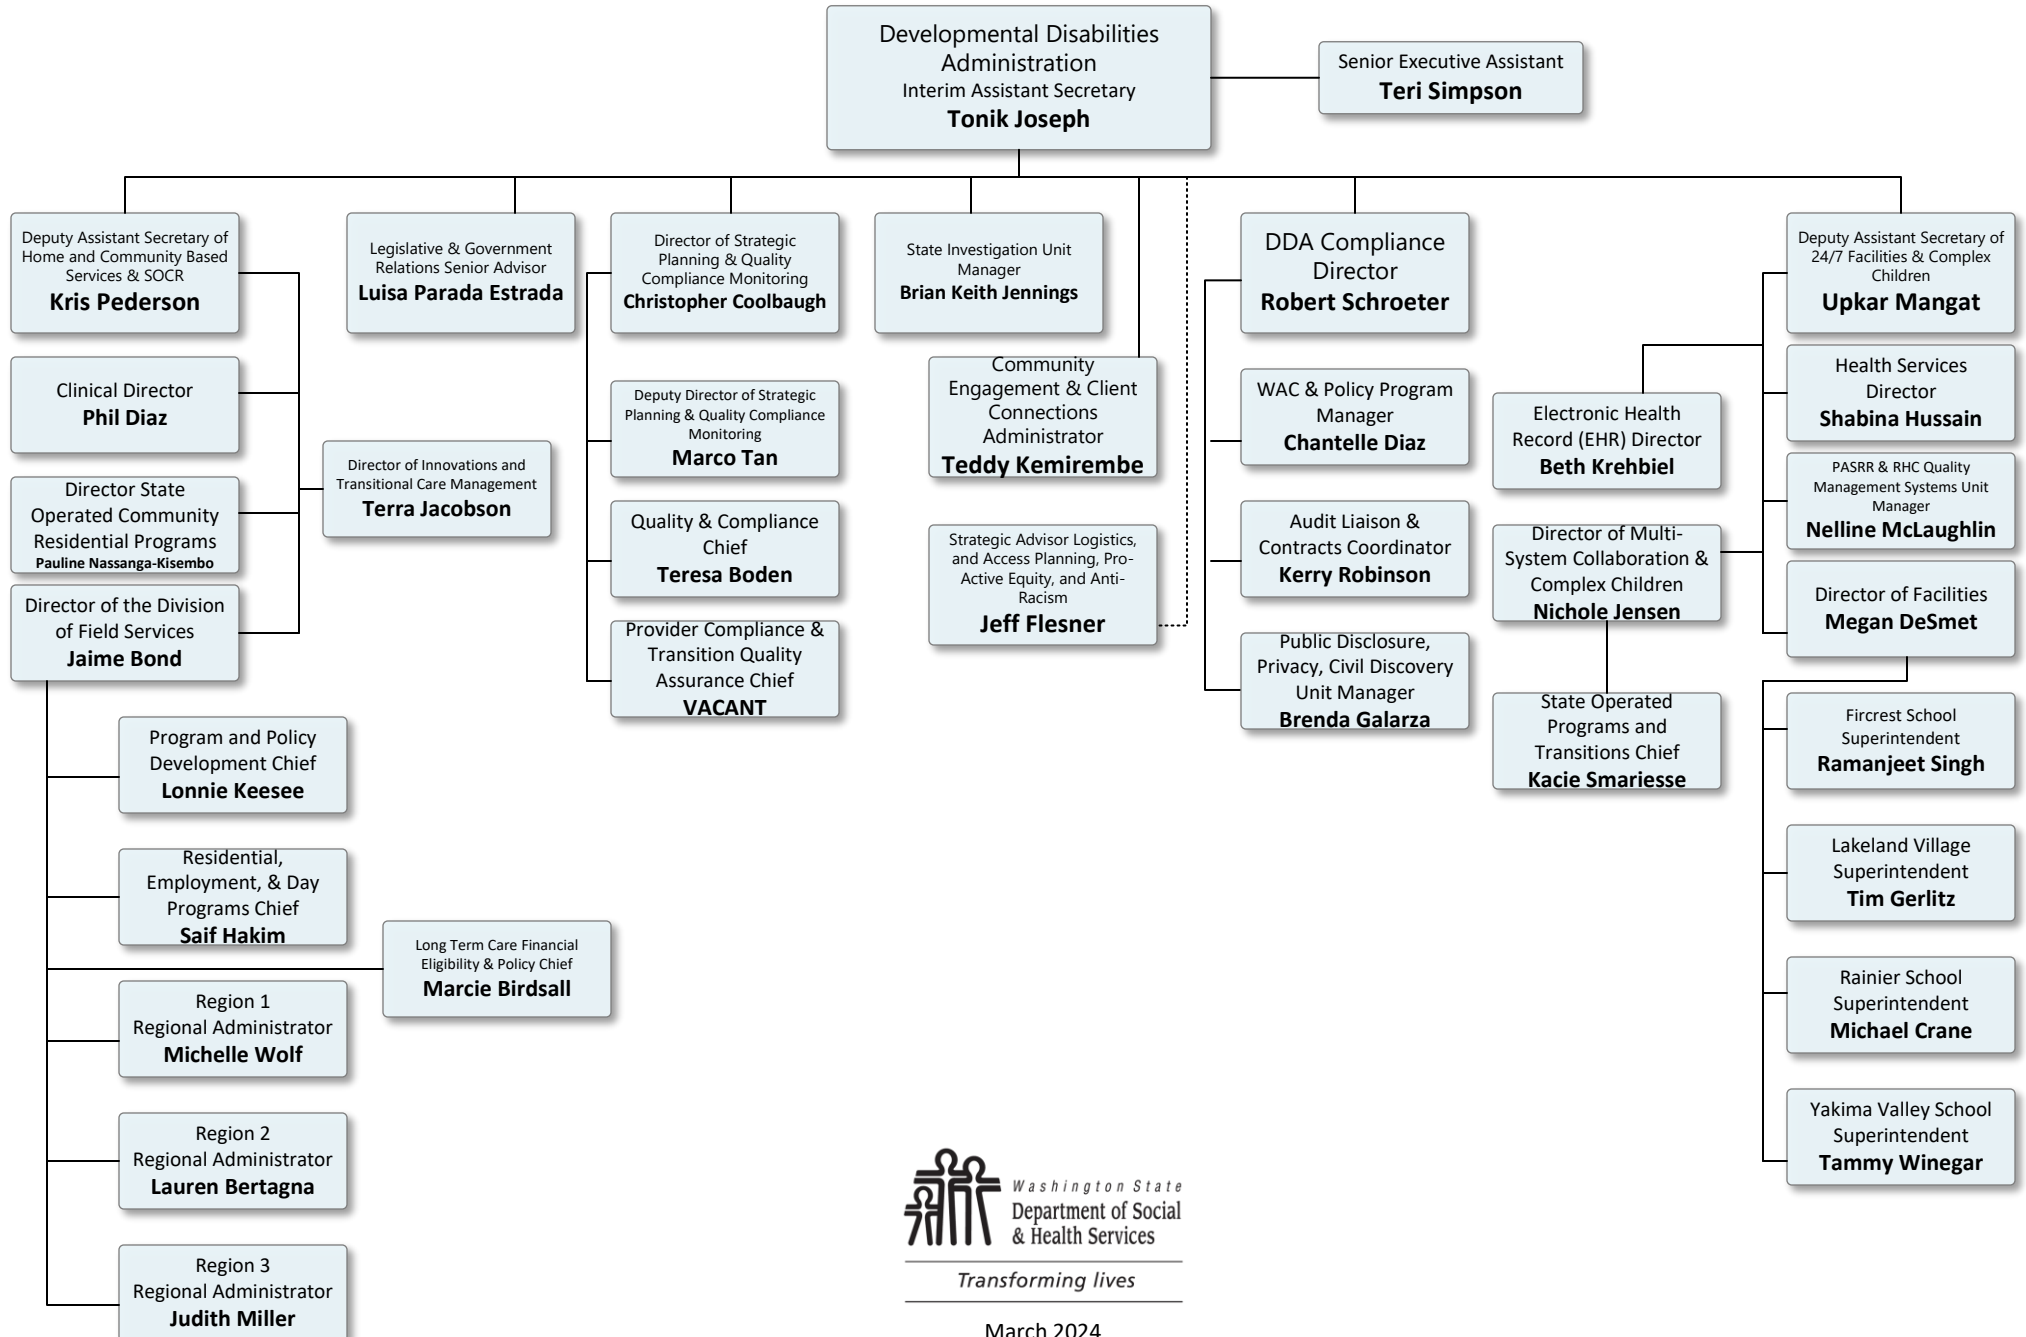 Developmental Disabilities
Administration
Interim Assistant Secretary
Tonik Joseph
Senior Executive Assistant
Teri Simpson
Deputy Assistant Secretary of
Home and Community Based
Services & SOCR
Kris Pederson
Clinical Director
Phil Diaz
Director State
Operated Community
Residential Programs
Pauline Nassanga-Kisembo
Director of the Division
of Field Services
Jaime Bond
Director of Innovations and
Transitional Care Management
Terra Jacobson
Program and Policy
Development Chief
Lonnie Keesee
Residential,
Employment, & Day
Programs Chief
Saif Hakim
Long Term Care Financial
Eligibility & Policy Chief
Marcie Birdsall
Region 1
Regional Administrator
Michelle Wolf
Region 2
Regional Administrator
Lauren Bertagna
Region 3
Regional Administrator
Judith Miller
Legislative & Government
Relations Senior Advisor
Luisa Parada Estrada
Director of Strategic
Planning & Quality
Compliance Monitoring
Christopher Coolbaugh
Deputy Director of Strategic
Planning & Quality Compliance
Monitoring
Marco Tan
Quality & Compliance
Chief
Teresa Boden
Provider Compliance &
Transition Quality
Assurance Chief
VACANT
State Investigation Unit
Manager
Brian Keith Jennings
Community
Engagement & Client
Connections
Administrator
Teddy Kemirembe
Strategic Advisor Logistics,
and Access Planning, Pro-
Active Equity, and Anti-
Racism
Jeff Flesner
DDA Compliance
Director
Robert Schroeter
WAC & Policy Program
Manager
Chantelle Diaz
Audit Liaison &
Contracts Coordinator
Kerry Robinson
Public Disclosure,
Privacy, Civil Discovery
Unit Manager
Brenda Galarza
Deputy Assistant Secretary of
24/7 Facilities & Complex
Children
Upkar Mangat
Health Services
Director
Shabina Hussain
Electronic Health
Record (EHR) Director
Beth Krehbiel
PASRR & RHC Quality
Management Systems Unit
Manager
Nelline McLaughlin
Director of Multi-
System Collaboration &
Complex Children
Nichole Jensen
State Operated
Programs and
Transitions Chief
Kacie Smariesse
Director of Facilities
Megan DeSmet
Fircrest School
Superintendent
Ramanjeet Singh
Lakeland Village
Superintendent
Tim Gerlitz
Rainier School
Superintendent
Michael Crane
Yakima Valley School
Superintendent
Tammy Winegar
Washington State
Department of Social
& Health Services
Transforming lives
March 2024